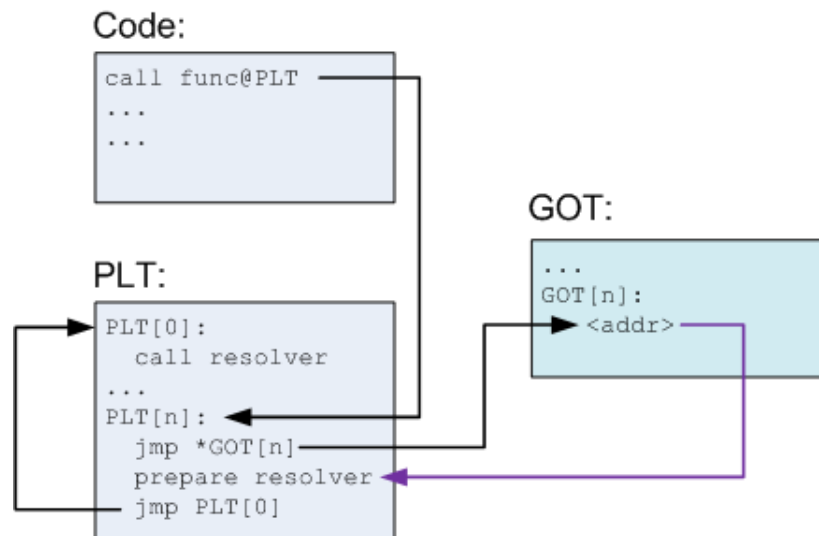 Code:
call func@PLT
...
...
PLT:
PLT[0]:
call resolver
...
PLT[n]:
jmp *GOT[n]
prepare resolver
jmp PLT[0]
GOT:
...
GOT[n]:
<addr>